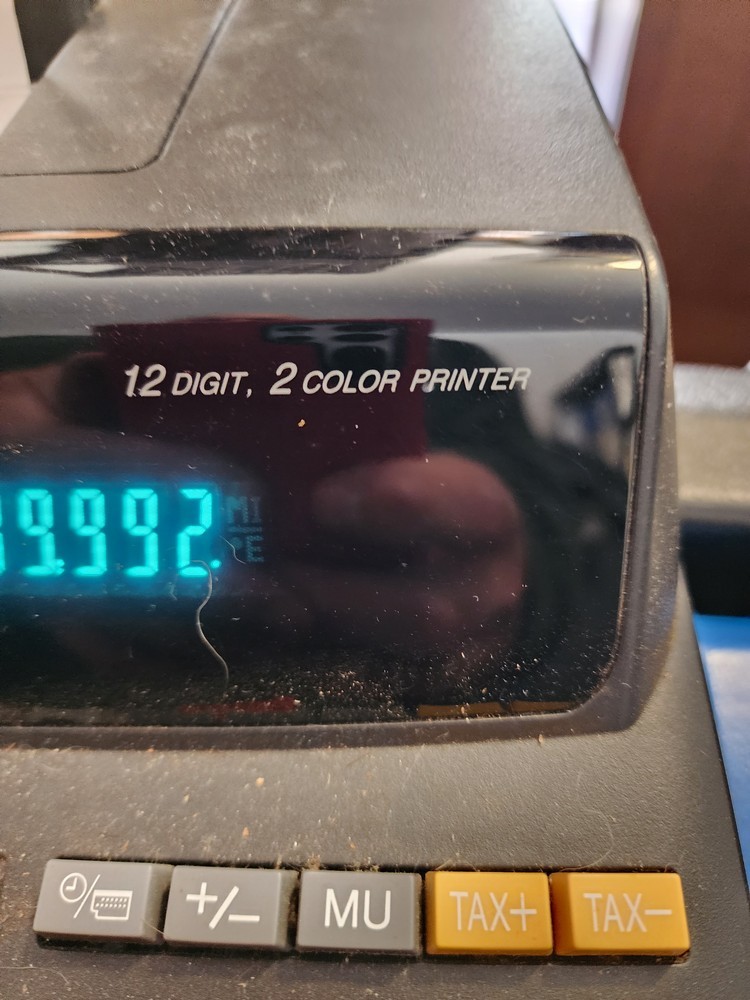 12 DIGIT, 2 COLOR PRINTER
9992.
+/− MU TAX+ TAX−